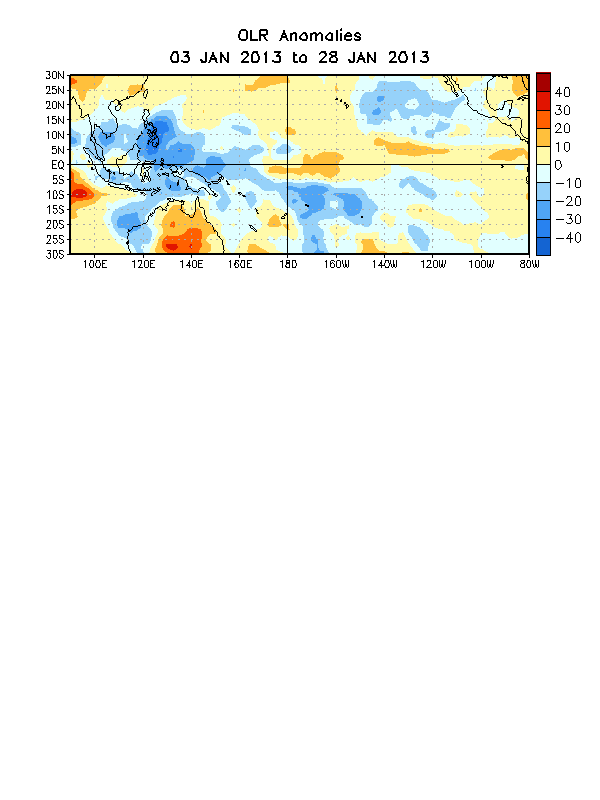 OLR Anomalies
03 JAN 2013 to 28 JAN 2013
30N
25N
20N
15N
10N
5N
EQ
5S
10S
15S
20S
25S
30S
100E 120E 140E 160E 180 160W 140W 120W 100W 80W
40
30
20
10
0
−10
−20
−30
−40